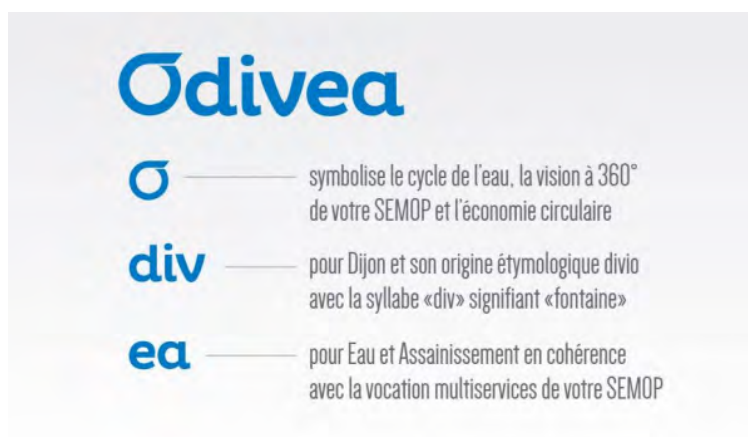 Odivea
O
symbolise le cycle de l'eau, la vision à 360°
de votre SEMOP et l'économie circulaire
div
pour Dijon et son origine étymologique divio
avec la syllabe «div» signifiant «fontaine»
ea
pour Eau et Assainissement en cohérence
avec la vocation multiservices de votre SEMOP